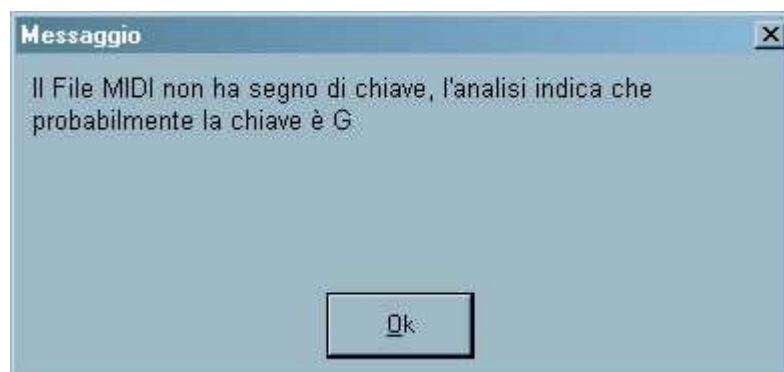 Messaggio
Il File MIDI non ha segno di chiave, l'analisi indica che
probabilmente la chiave è G
Ok